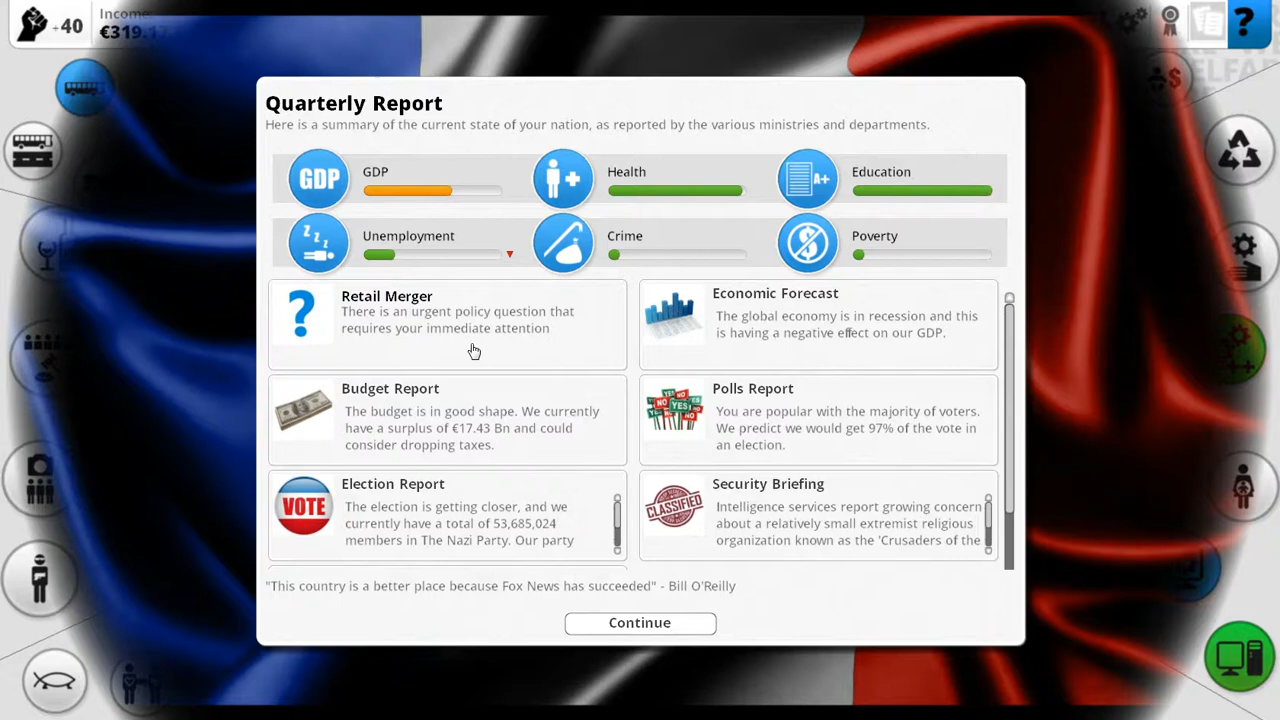 +40
Income
€319.1
Quarterly Report
Here is a summary of the current state of your nation, as reported by the various ministries and departments.
GDP
GDP
Health
A+
Education
Unemployment
Crime
Poverty
Retail Merger
There is an urgent policy question that
requires your immediate attention
Economic Forecast
The global economy is in recession and this
is having a negative effect on our GDP.
Budget Report
The budget is in good shape. We currently
have a surplus of €17.43 Bn and could
consider dropping taxes.
Polls Report
You are popular with the majority of voters.
We predict we would get 97% of the vote in
an election.
VOTE
Election Report
The election is getting closer, and we
currently have a total of 53,685,024
members in The Nazi Party. Our party
CLASSIFIED
Security Briefing
Intelligence services report growing concern
about a relatively small extremist religious
organization known as the 'Crusaders of the
"This country is a better place because Fox News has succeeded" - Bill O'Reilly
Continue